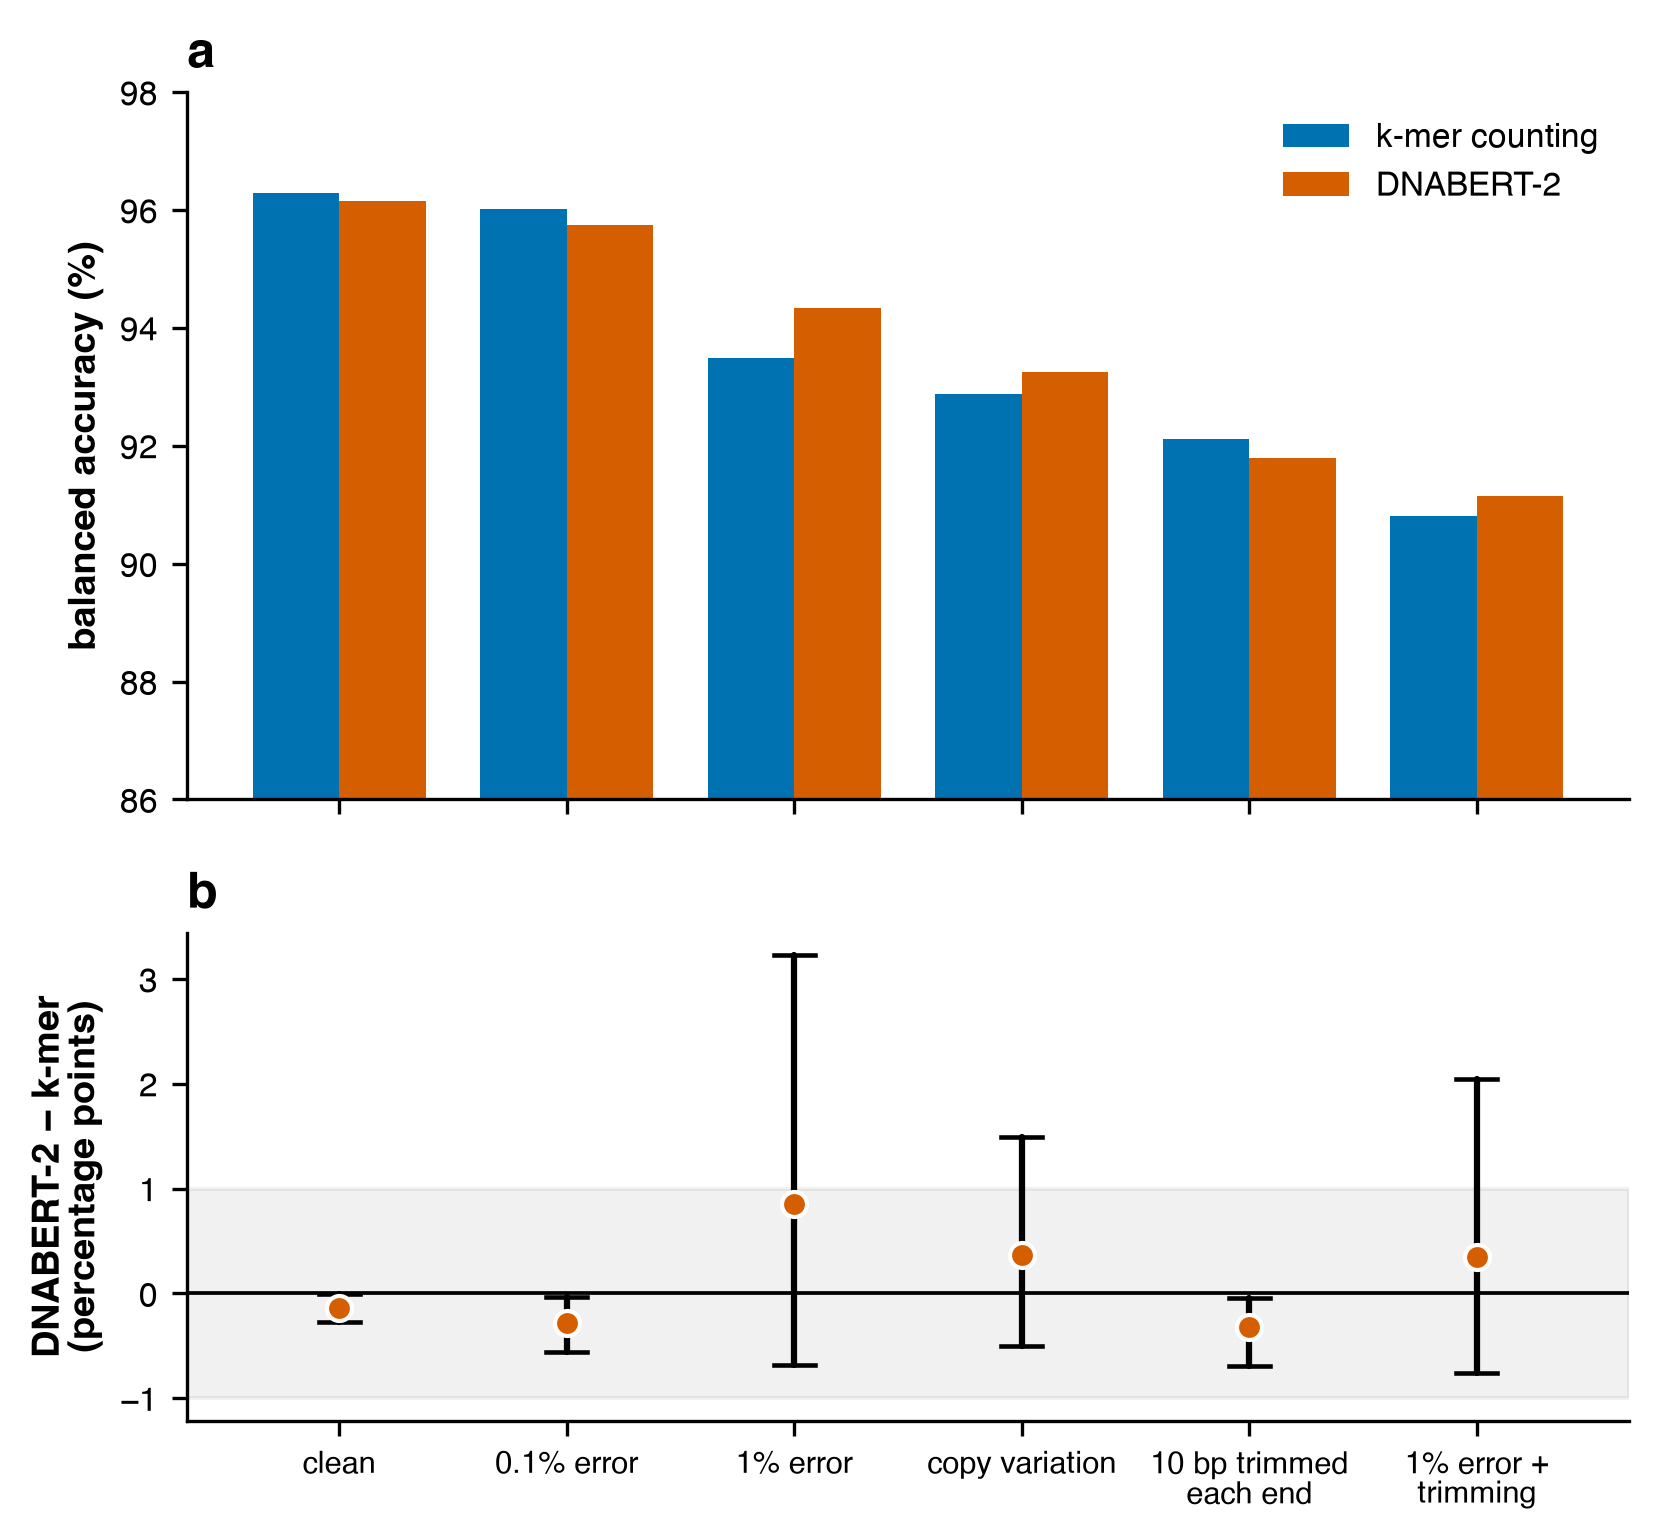 a
98
96
94
92
90
88
86
balanced accuracy (%)
k-mer counting
DNABERT-2
b
3
2
1
0
−1
DNABERT-2 – k-mer
(percentage points)
clean
0.1% error
1% error
copy variation
10 bp trimmed
each end
1% error +
trimming